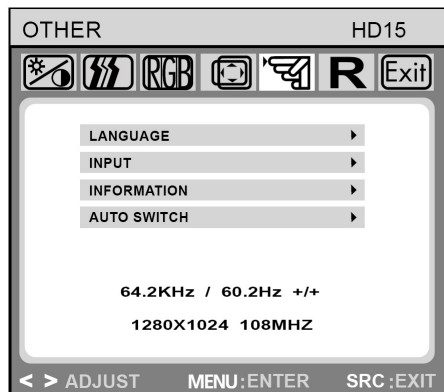 OTHER HD15
RGB R Exit
LANGUAGE
INPUT
INFORMATION
AUTO SWITCH
64.2KHz / 60.2Hz +/+
1280X1024 108MHZ
< > ADJUST MENU:ENTER SRC:EXIT